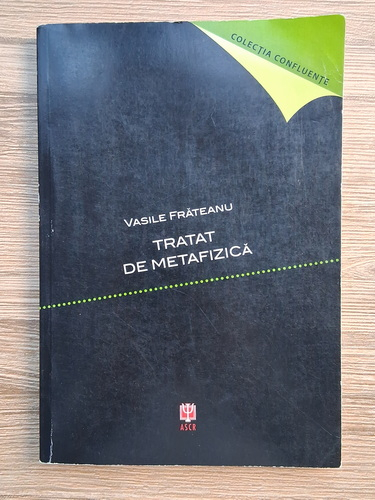 COLECȚIA CONFLUENTE
VASILE FRĂTEANU
TRATAT
DE METAFIZICĂ
ASCR